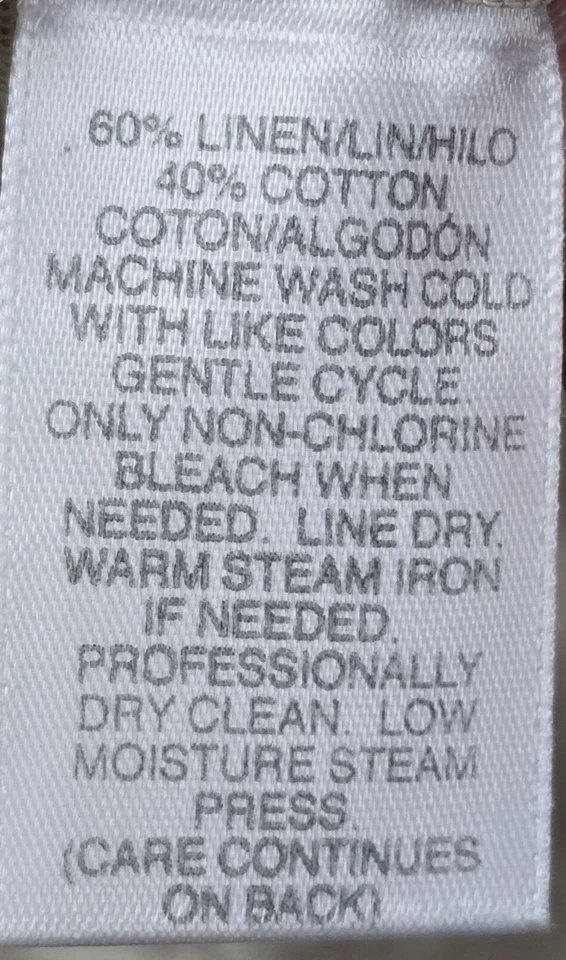 60% LINEN/LIN/HILO
40% COTTON
COTON/ALGODÓN
MACHINE WASH COLD
WITH LIKE COLORS
GENTLE CYCLE.
ONLY NON-CHLORINE
BLEACH WHEN
NEEDED. LINE DRY.
WARM STEAM IRON
IF NEEDED.
PROFESSIONALLY
DRY CLEAN. LOW
MOISTURE STEAM
PRESS.
(CARE CONTINUES
ON BACK)